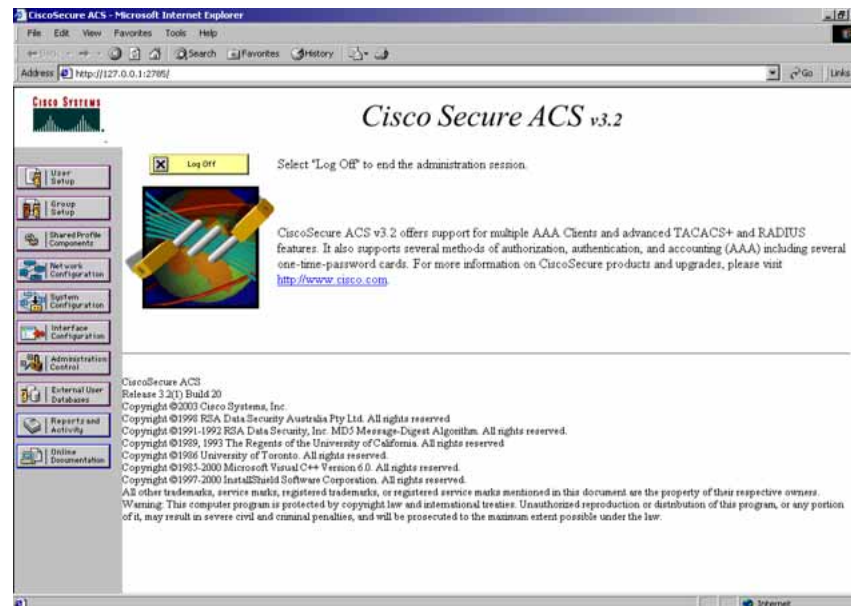 CiscoSecure ACS - Microsoft Internet Explorer
File Edit View Favorites Tools Help
Search Favorites History
Address http://127.0.0.1:2785/ Go Links
CISCO SYSTEMS
Cisco Secure ACS v3.2
Log Off
Select "Log Off" to end the administration session.
User Setup
Group Setup
Shared Profile Components
Network Configuration
System Configuration
Interface Configuration
Administration Control
External User Databases
Reports and Activity
Online Documentation
CiscoSecure ACS v3.2 offers support for multiple AAA Clients and advanced TACACS+ and RADIUS
features. It also supports several methods of authorization, authentication, and accounting (AAA) including several
one-time-password cards. For more information on CiscoSecure products and upgrades, please visit
http://www.cisco.com.
CiscoSecure ACS
Release 3.2(1) Build 20
Copyright ©2003 Cisco Systems, Inc.
Copyright ©1998 RSA Data Security Australia Pty Ltd. All rights reserved
Copyright ©1991-1992 RSA Data Security, Inc. MD5 Message-Digest Algorithm. All rights reserved.
Copyright ©1989, 1993 The Regents of the University of California. All rights reserved
Copyright ©1986 University of Toronto. All rights reserved.
Copyright ©1985-2000 Microsoft Visual C++ Version 6.0. All rights reserved.
Copyright ©1997-2000 InstallShield Software Corporation. All rights reserved.
All other trademarks, service marks, registered trademarks, or registered service marks mentioned in this document are the property of their respective owners.
Warning: This computer program is protected by copyright law and international treaties. Unauthorized reproduction or distribution of this program, or any portion
of it, may result in severe civil and criminal penalties, and will be prosecuted to the maximum extent possible under the law.
Internet